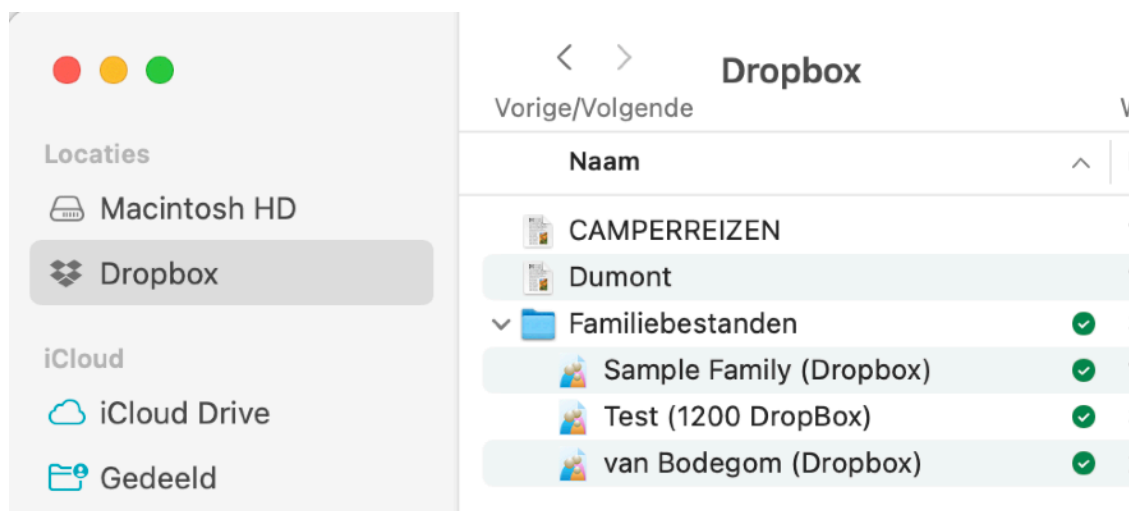 Dropbox
Vorige/Volgende
Locaties
Macintosh HD
Dropbox
iCloud
iCloud Drive
Gedeeld
Naam
CAMPERREIZEN
Dumont
Familiebestanden
Sample Family (Dropbox)
Test (1200 DropBox)
van Bodegom (Dropbox)